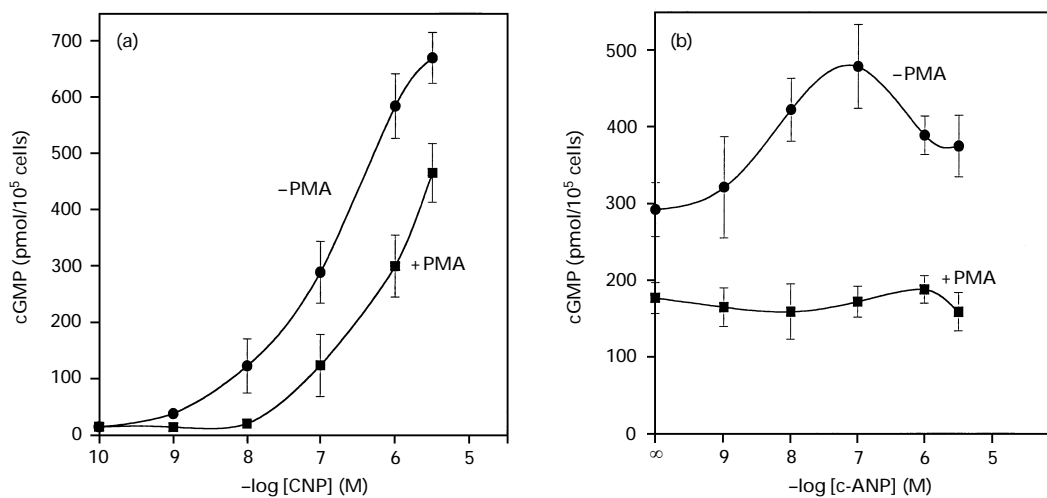 (a)
cGMP (pmol/10⁵ cells)
700
600
500
400
300
200
100
0
–PMA
+PMA
10 9 8 7 6 5
–log [CNP] (M)
(b)
cGMP (pmol/10⁵ cells)
500
400
300
200
100
0
–PMA
+PMA
∞ 9 8 7 6 5
–log [c-ANP] (M)